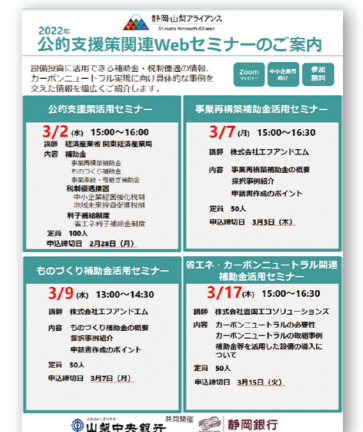 静岡・山梨アライアンス
Shizuoka Yamanashi Alliance
2022年
公的支援策関連Webセミナーのご案内
設備投資に活用できる補助金・税制優遇の情報、
カーボンニュートラル実現に向け具体的な事例を
交えた情報を幅広くご紹介します。
Zoom
中小企業者
向け
参加
無料
公的支援策活用セミナー
3/2 (水) 15:00～16:00
講師 経済産業省 関東経済産業局
内容 補助金
事業再構築補助金
ものづくり補助金
事業承継・引継ぎ補助金
税制優遇措置
中小企業経営強化税制
地域未来投資促進税制
利子補給制度
省エネ利子補給金制度
定員 100人
申込締切日 2月28日（月）
事業再構築補助金活用セミナー
3/7 (月) 15:00～16:30
講師 株式会社エフアンドエム
内容 事業再構築補助金の概要
採択事例紹介
申請書作成のポイント
定員 50人
申込締切日 3月3日（木）
ものづくり補助金活用セミナー
3/9 (水) 13:00～14:30
講師 株式会社エフアンドエム
内容 ものづくり補助金の概要
採択事例紹介
申請書作成のポイント
定員 50人
申込締切日 3月7日（月）
省エネ・カーボンニュートラル関連
補助金活用セミナー
3/17(木) 15:00～16:30
講師 株式会社ソリューションズ
内容 カーボンニュートラルの必要性
カーボンニュートラルの取組事例
補助金等を活用した設備の導入に
ついて
定員 50人
申込締切日 3月15日（火）
共同開催
山梨中央銀行
静岡銀行